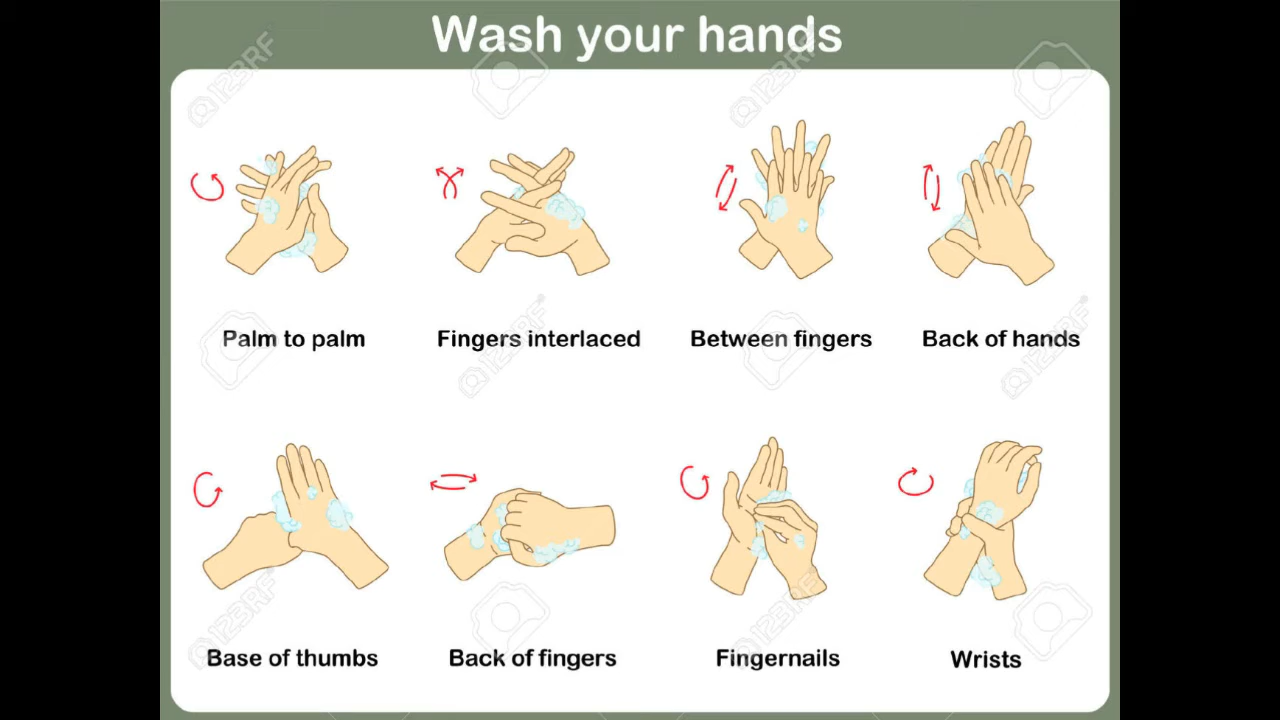 Wash your hands
Palm to palm
Fingers interlaced
Between fingers
Back of hands
Base of thumbs
Back of fingers
Fingernails
Wrists
123RF